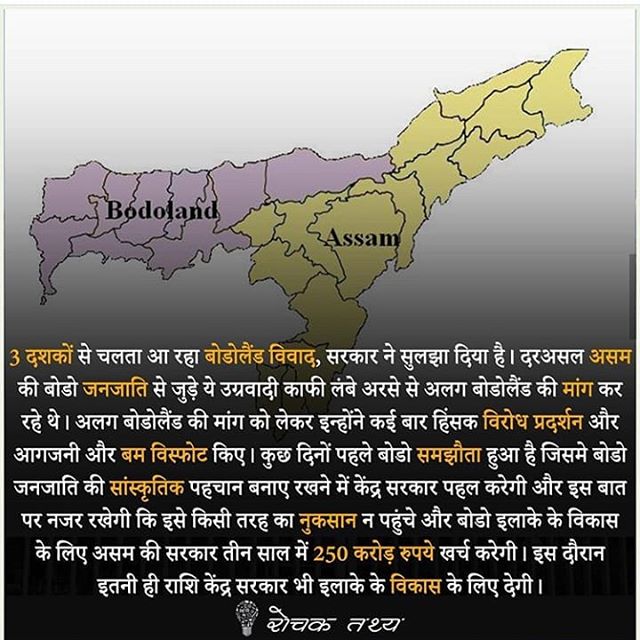 Bodoland
Assam
3 दशकों से चलता आ रहा बोडोलैंड विवाद, सरकार ने सुलझा दिया है। दरअसल असम
की बोडो जनजाति से जुड़े ये उग्रवादी काफी लंबे अरसे से अलग बोडोलैंड की मांग कर
रहे थे। अलग बोडोलैंड की मांग को लेकर इन्होंने कई बार हिंसक विरोध प्रदर्शन और
आगजनी और बम विस्फोट किए। कुछ दिनों पहले बोडो समझौता हुआ है जिसमे बोडो
जनजाति की सांस्कृतिक पहचान बनाए रखने में केंद्र सरकार पहल करेगी और इस बात
पर नजर रखेगी कि इसे किसी तरह का नुकसान न पहुंचे और बोडो इलाके के विकास
के लिए असम की सरकार तीन साल में 250 करोड़ रुपये खर्च करेगी। इस दौरान
इतनी ही राशि केंद्र सरकार भी इलाके के विकास के लिए देगी।
रोचक तथ्य